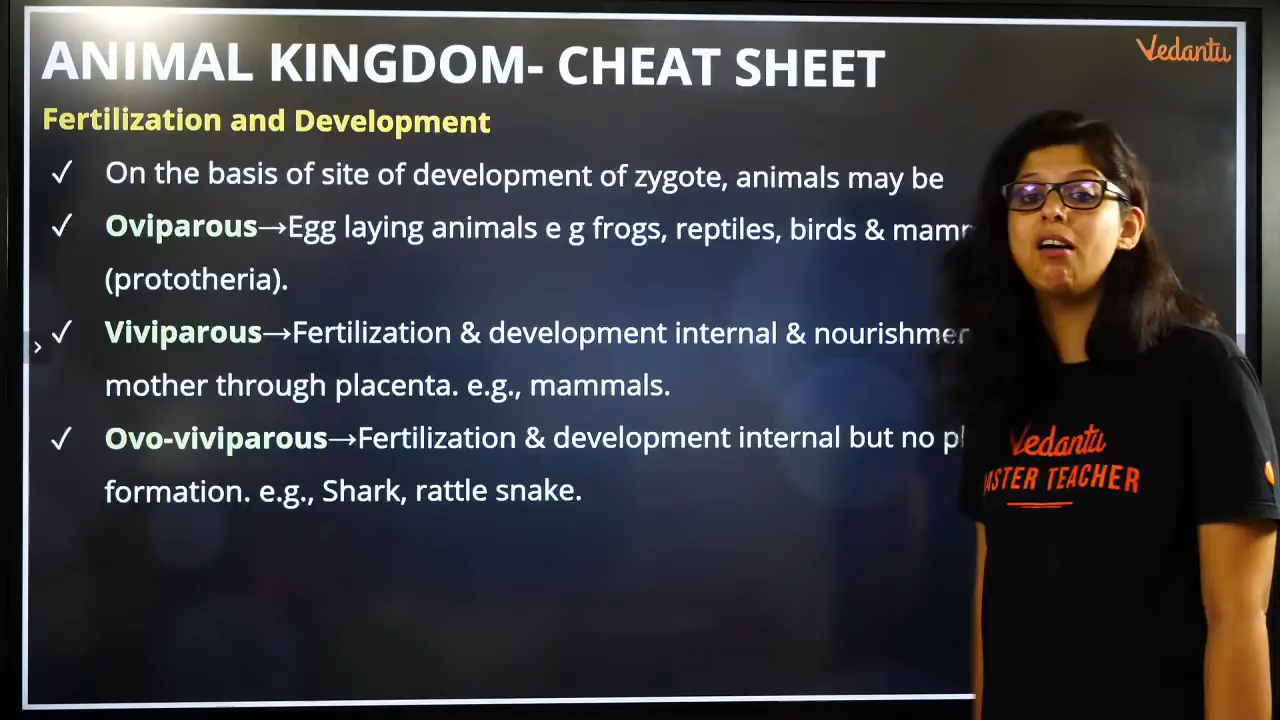 ANIMAL KINGDOM- CHEAT SHEET
Vedantu
Fertilization and Development
✓ On the basis of site of development of zygote, animals may be
✓ Oviparous→Egg laying animals e g frogs, reptiles, birds &
(prototheria).
✓ Viviparous→Fertilization & development internal &
mother through placenta. e.g., mammals.
✓ Ovo-viviparous→Fertilization & development internal but no
formation. e.g., Shark, rattle snake.
›
Vedantu
TEACHER